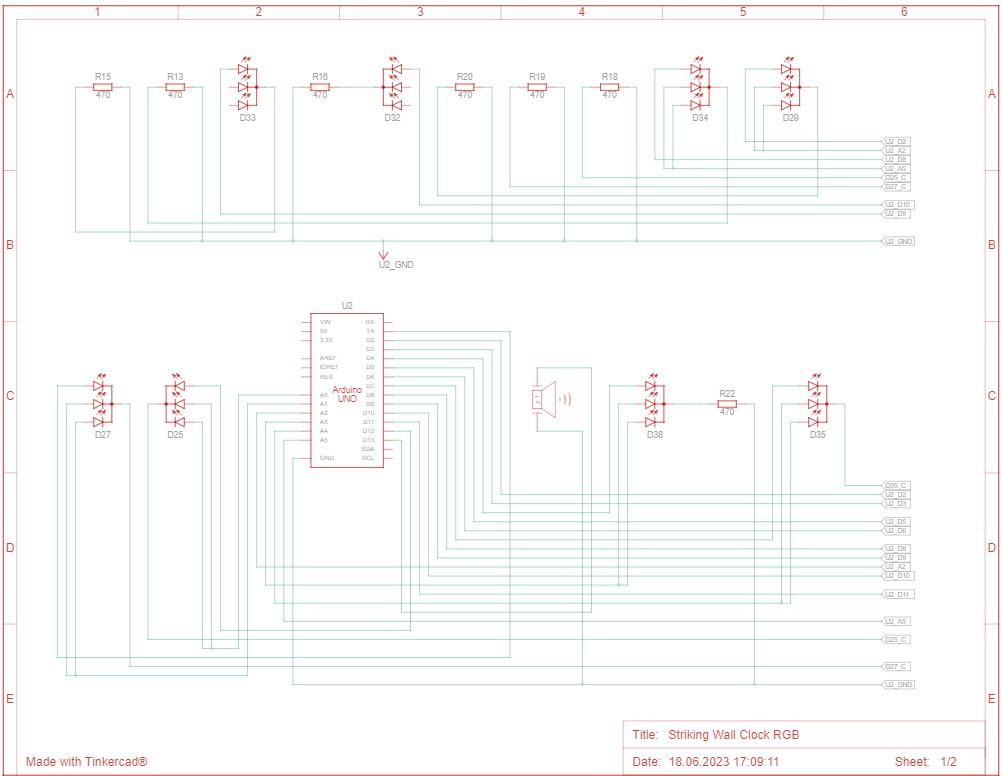 1 2 3 4 5 6
A A
R15 R13 R16 R20 R19 R18
470 470 470 470 470 470
D33 D32 D34 D29
U2_D2
U2_A2
U2_D8
U2_A5
D25_C
D27_C
U2_D10
U2_D9
B B
U2_GND
U2_GND
U2
VIN RX
5V TX
3.3V D2
D3
AREF D4
IOREF D5
RES D6
D7
Arduino
UNO
A0 D8
A1 D9
A2 D10
A3 D11
A4 D12
A5 D13
SDA
GND SCL
C C
R22
470
D27 D25 D38 D35
1 2
D35_C
U2_D2
U2_D3
U2_D5
U2_D6
D D
U2_D8
U2_D9
U2_A2
U2_D10
U2_D11
U2_A5
D25_C
D27_C
U2_GND
E E
Title: Striking Wall Clock RGB
Made with Tinkercad®
Date: 18.06.2023 17:09:11 Sheet: 1/2